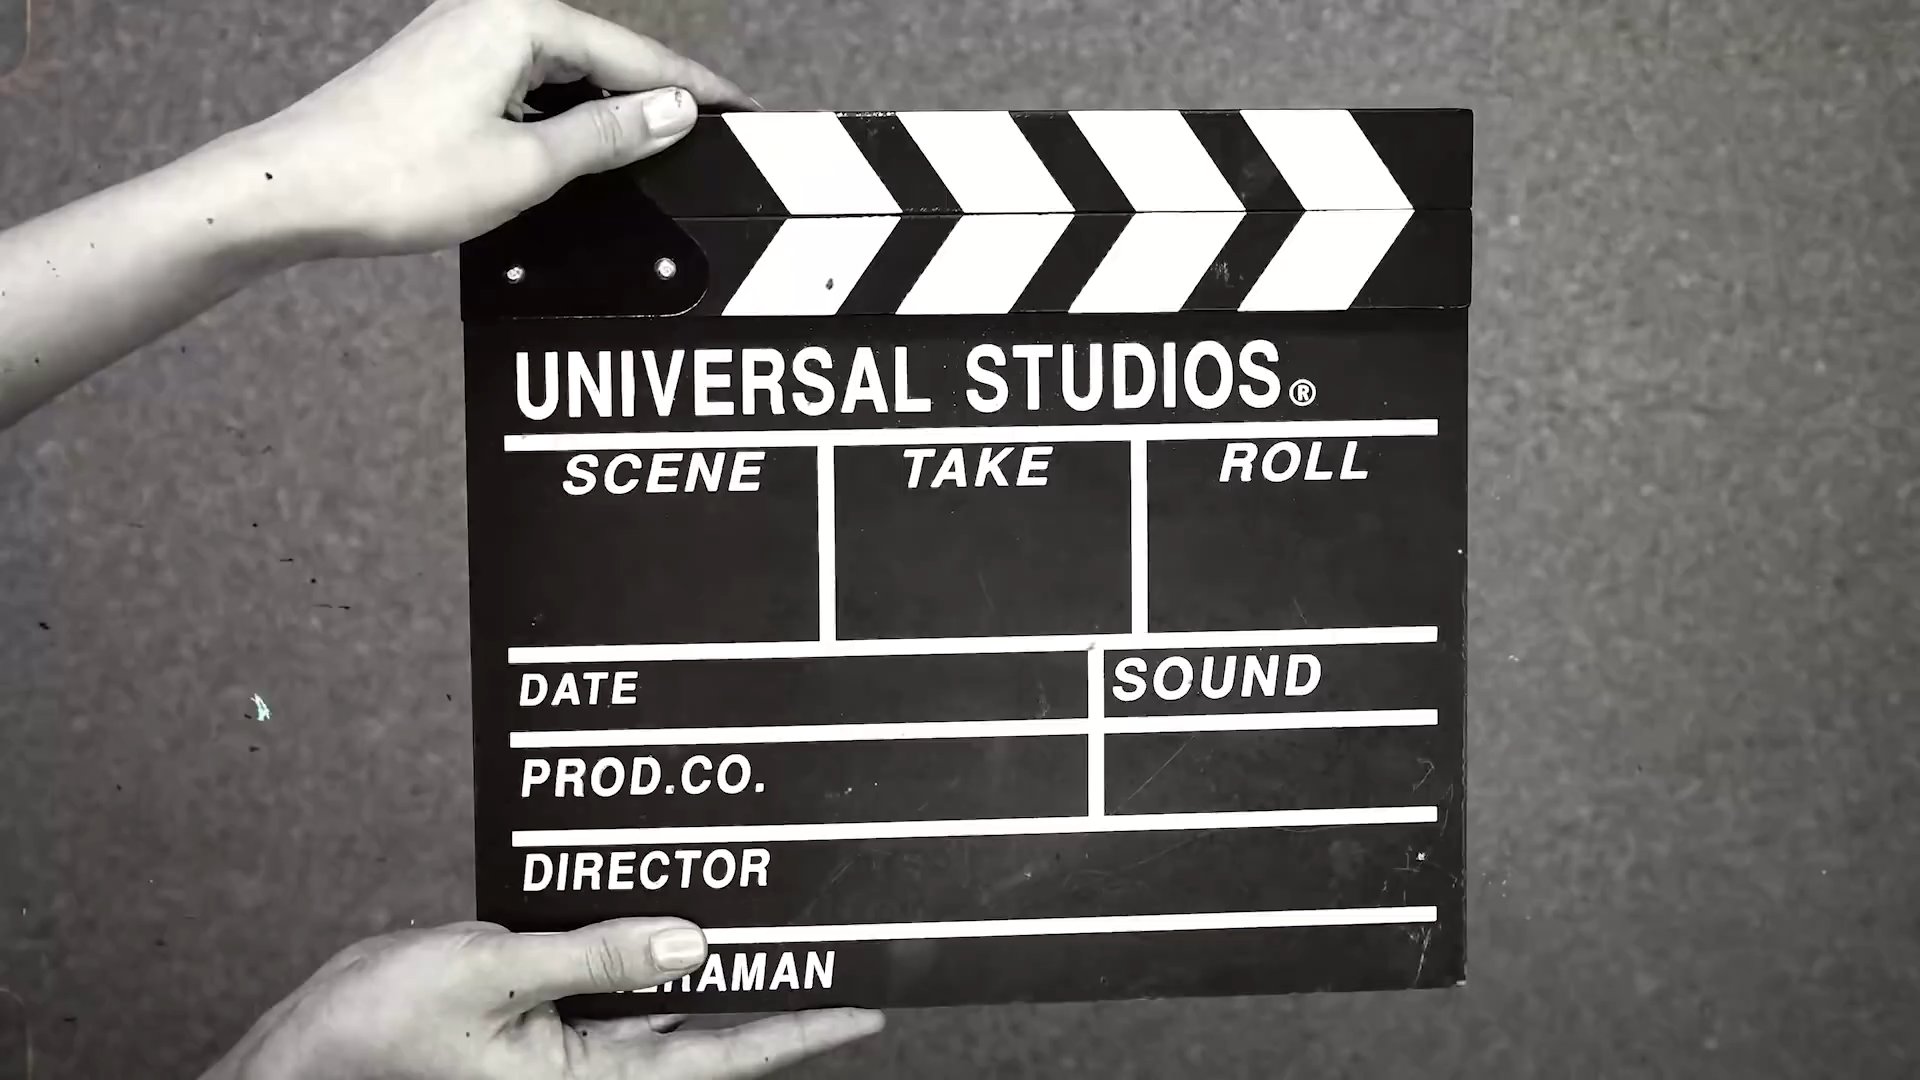 UNIVERSAL STUDIOS®
SCENE TAKE ROLL
DATE SOUND
PROD.CO.
DIRECTOR